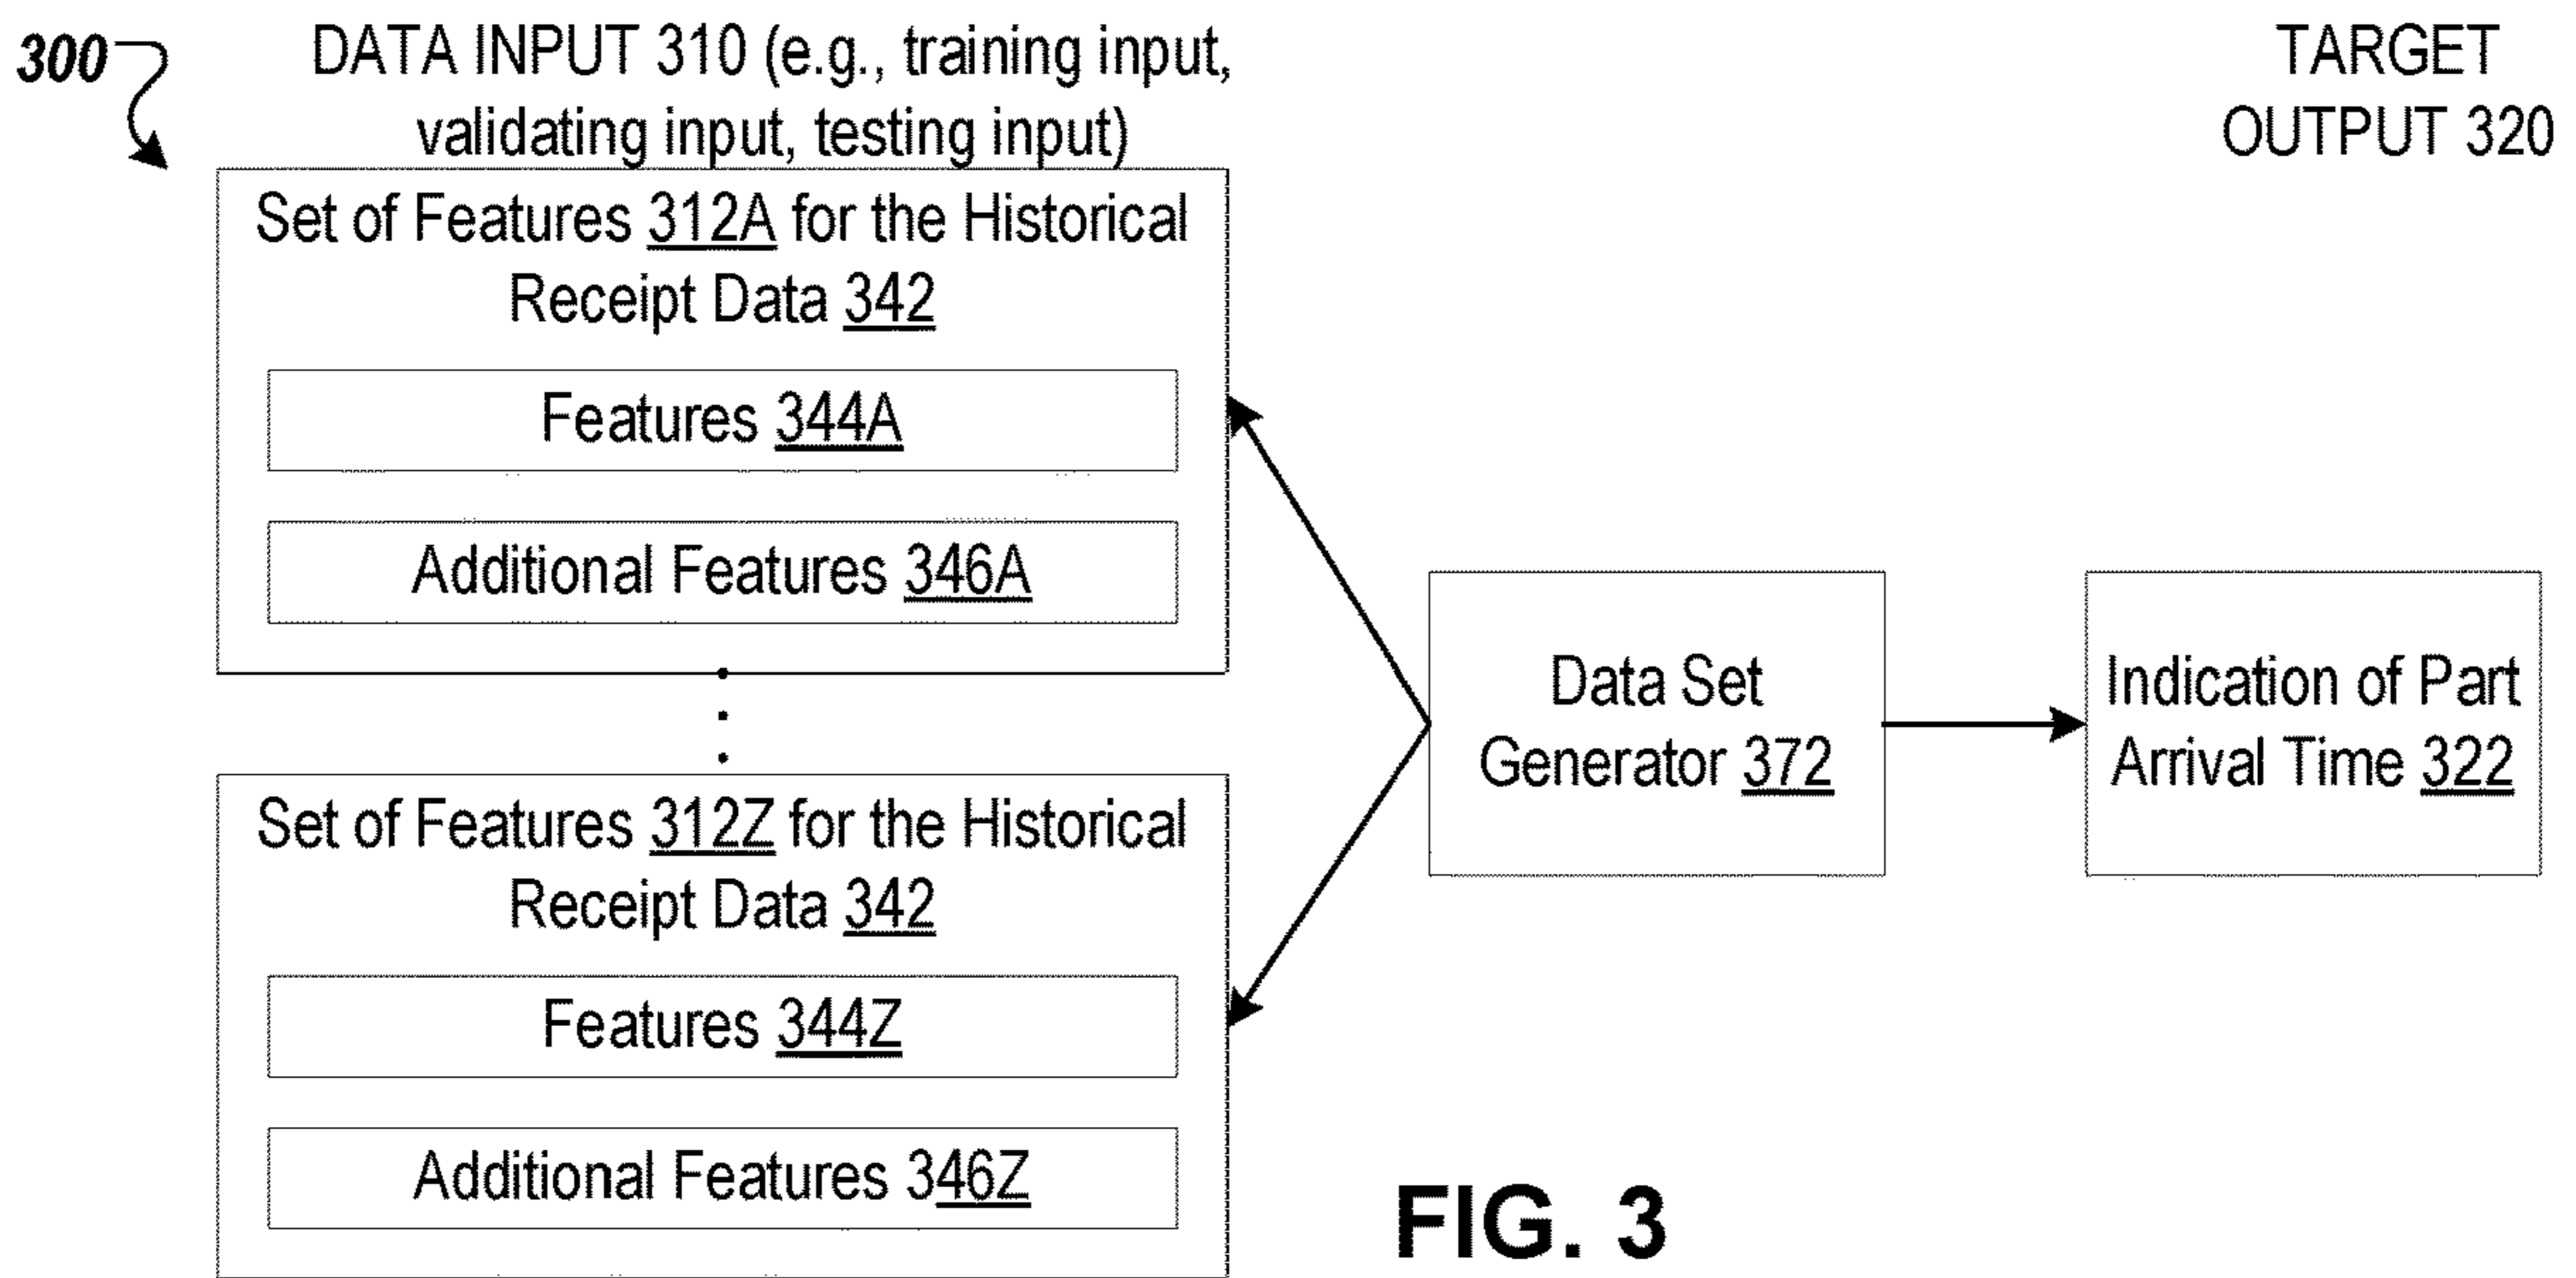 300
DATA INPUT 310 (e.g., training input,
validating input, testing input)
TARGET
OUTPUT 320
Set of Features 312A for the Historical
Receipt Data 342
Features 344A
Additional Features 346A
Set of Features 312Z for the Historical
Receipt Data 342
Features 344Z
Additional Features 346Z
Data Set
Generator 372
Indication of Part
Arrival Time 322
FIG. 3